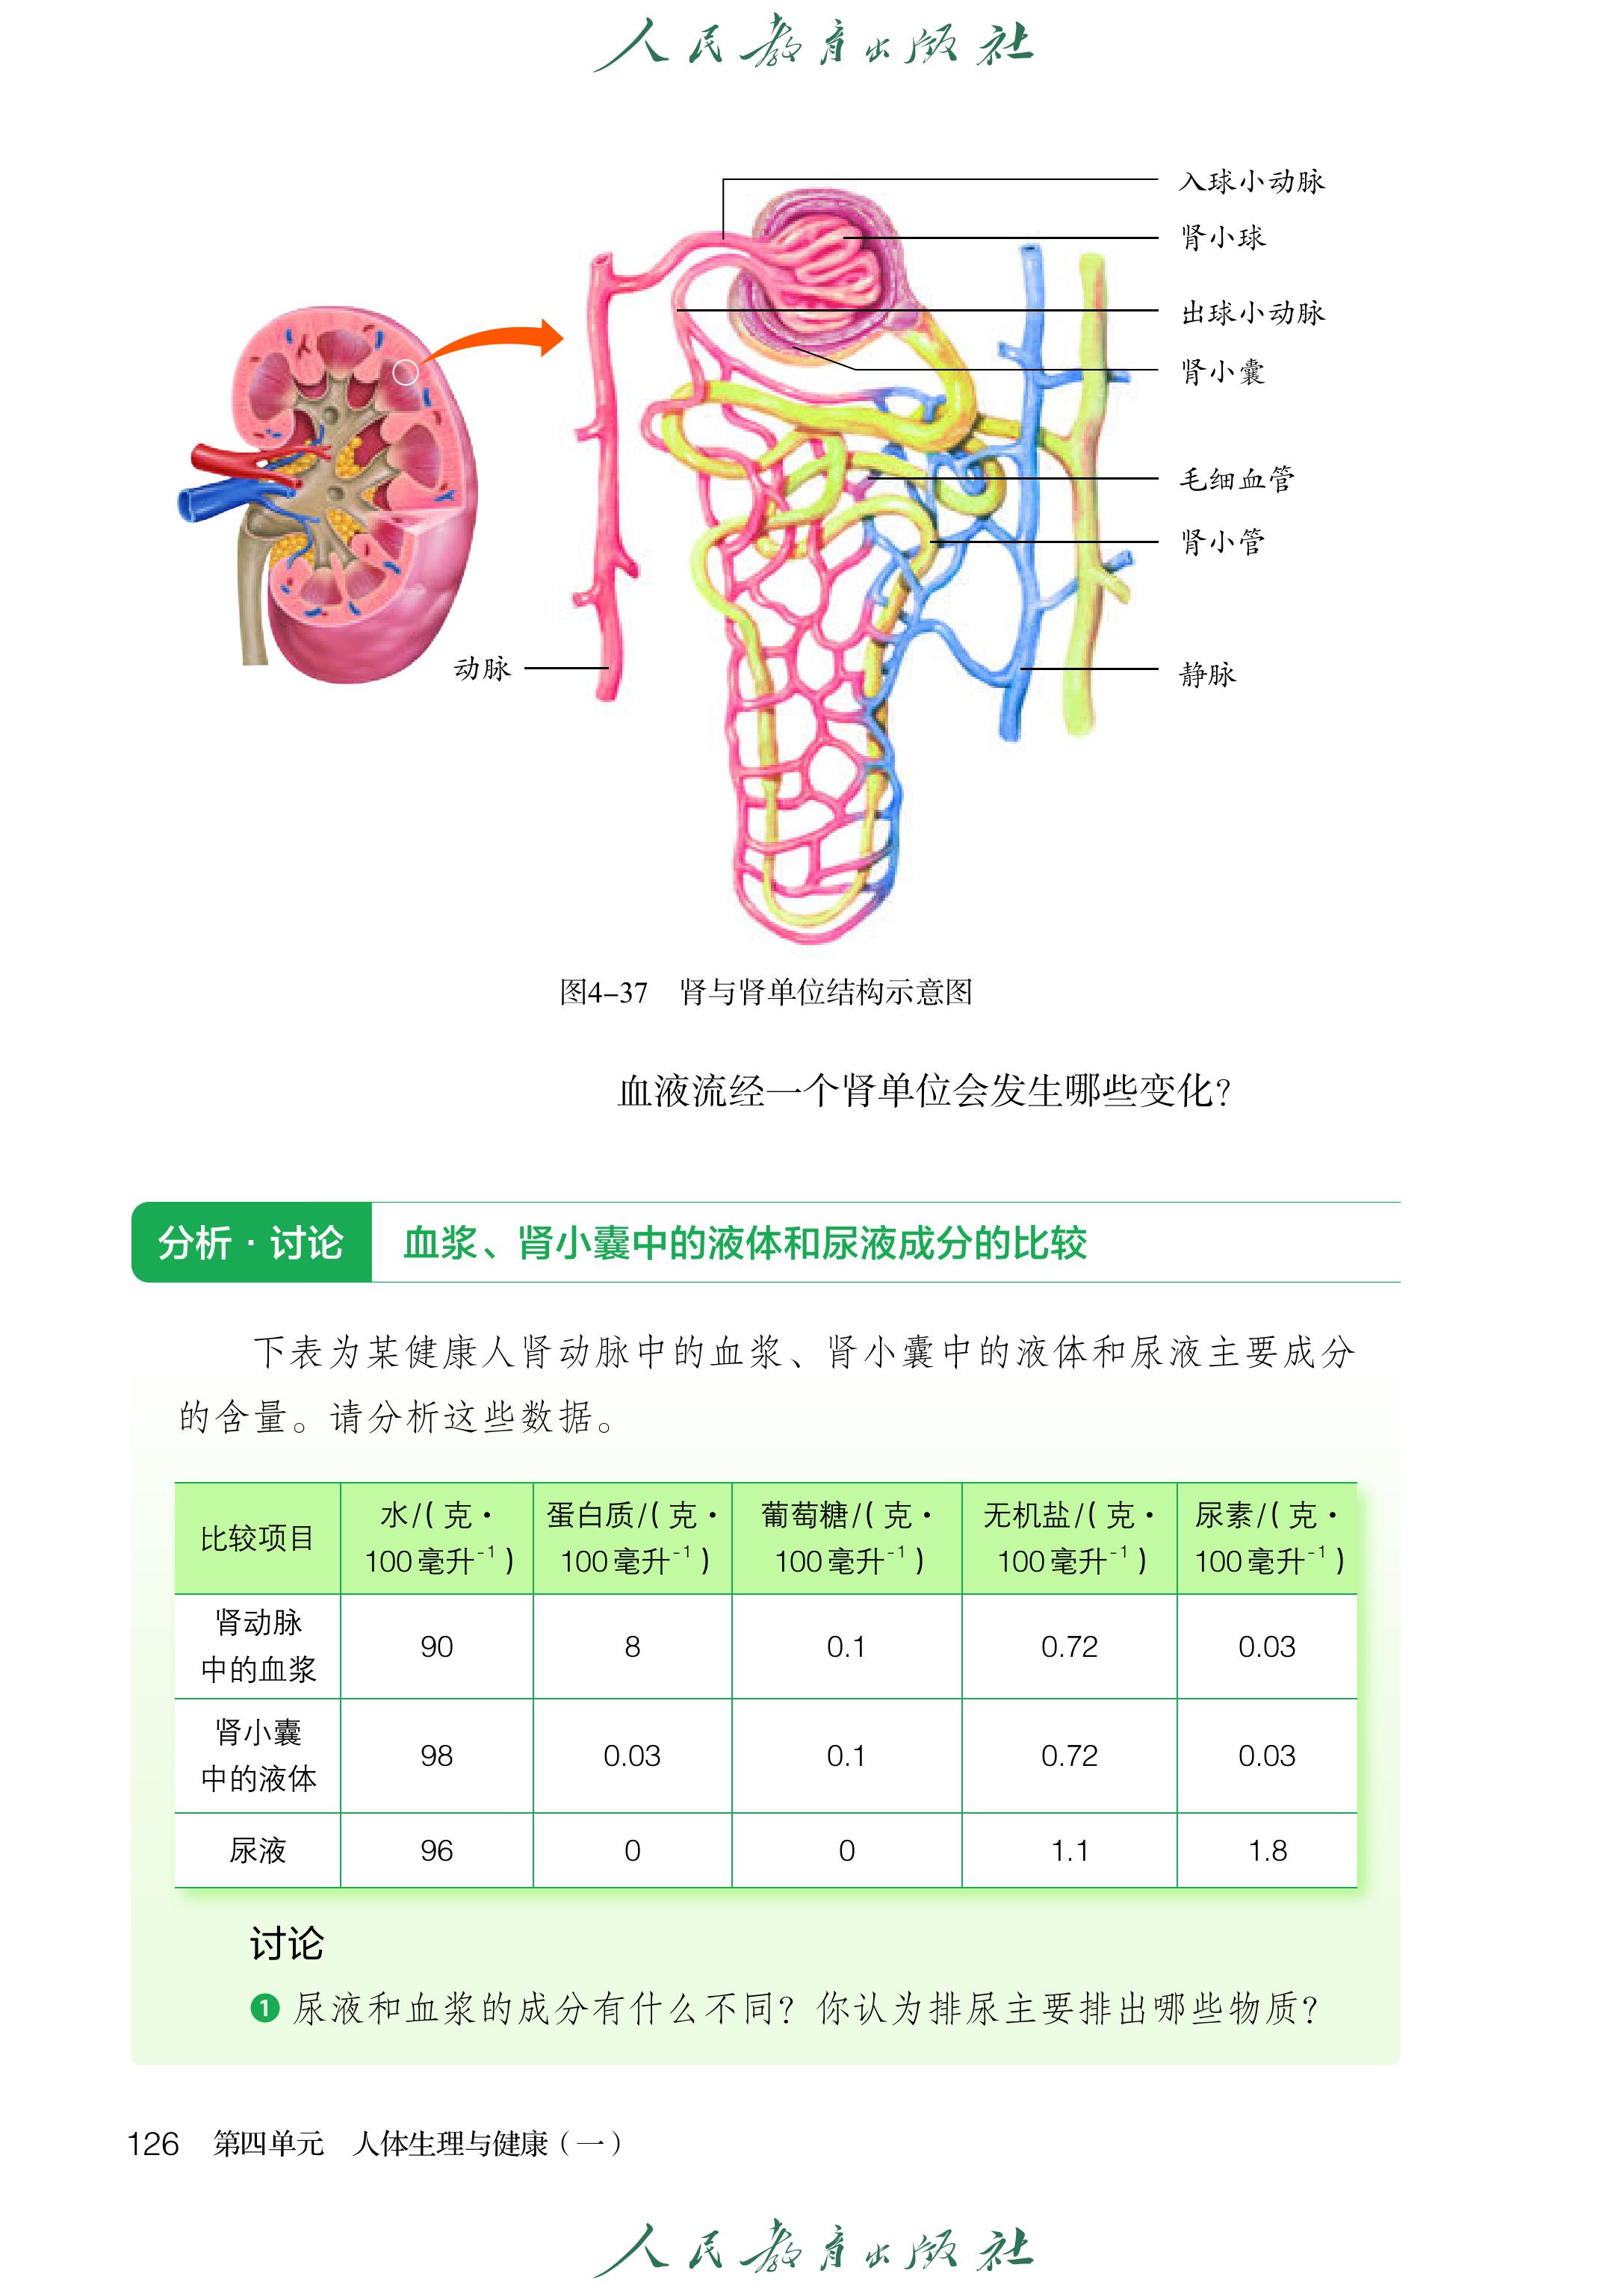 人民教育出版社
入球小动脉
肾小球
出球小动脉
肾小囊
毛细血管
肾小管
动脉
静脉
图4-37 肾与肾单位结构示意图
血液流经一个肾单位会发生哪些变化？
分析·讨论 血浆、肾小囊中的液体和尿液成分的比较
下表为某健康人肾动脉中的血浆、肾小囊中的液体和尿液主要成分
的含量。请分析这些数据。
比较项目 水/(克·100毫升⁻¹) 蛋白质/(克·100毫升⁻¹) 葡萄糖/(克·100毫升⁻¹) 无机盐/(克·100毫升⁻¹) 尿素/(克·100毫升⁻¹)
肾动脉中的血浆 90 8 0.1 0.72 0.03
肾小囊中的液体 98 0.03 0.1 0.72 0.03
尿液 96 0 0 1.1 1.8
讨论
❶ 尿液和血浆的成分有什么不同？你认为排尿主要排出哪些物质？
126 第四单元 人体生理与健康（一）
人民教育出版社